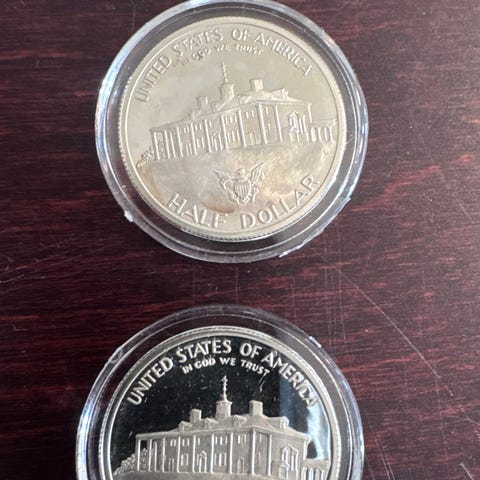 UNITED STATES OF AMERICA
IN GOD WE TRUST
HALF DOLLAR
UNITED STATES OF AMERICA
IN GOD WE TRUST